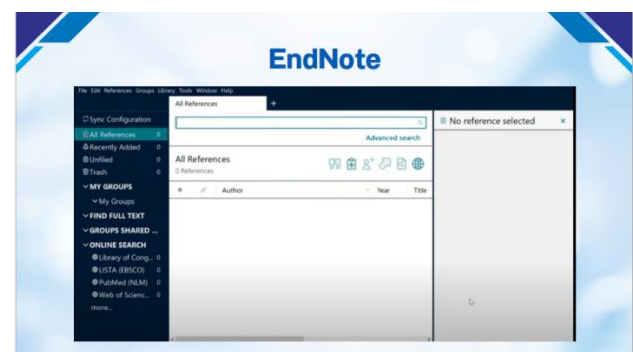 EndNote
File Edit References Groups Library Tools Window Help
All References +
Sync Configuration
All References 0
Recently Added 0
Unfiled 0
Trash 0
MY GROUPS
My Groups
FIND FULL TEXT
GROUPS SHARED ...
ONLINE SEARCH
Library of Cong... 0
LISTA (EBSCO) 0
PubMed (NLM) 0
Web of Scienc... 0
more...
Advanced search
All References
0 References
Author Year Title
No reference selected ×